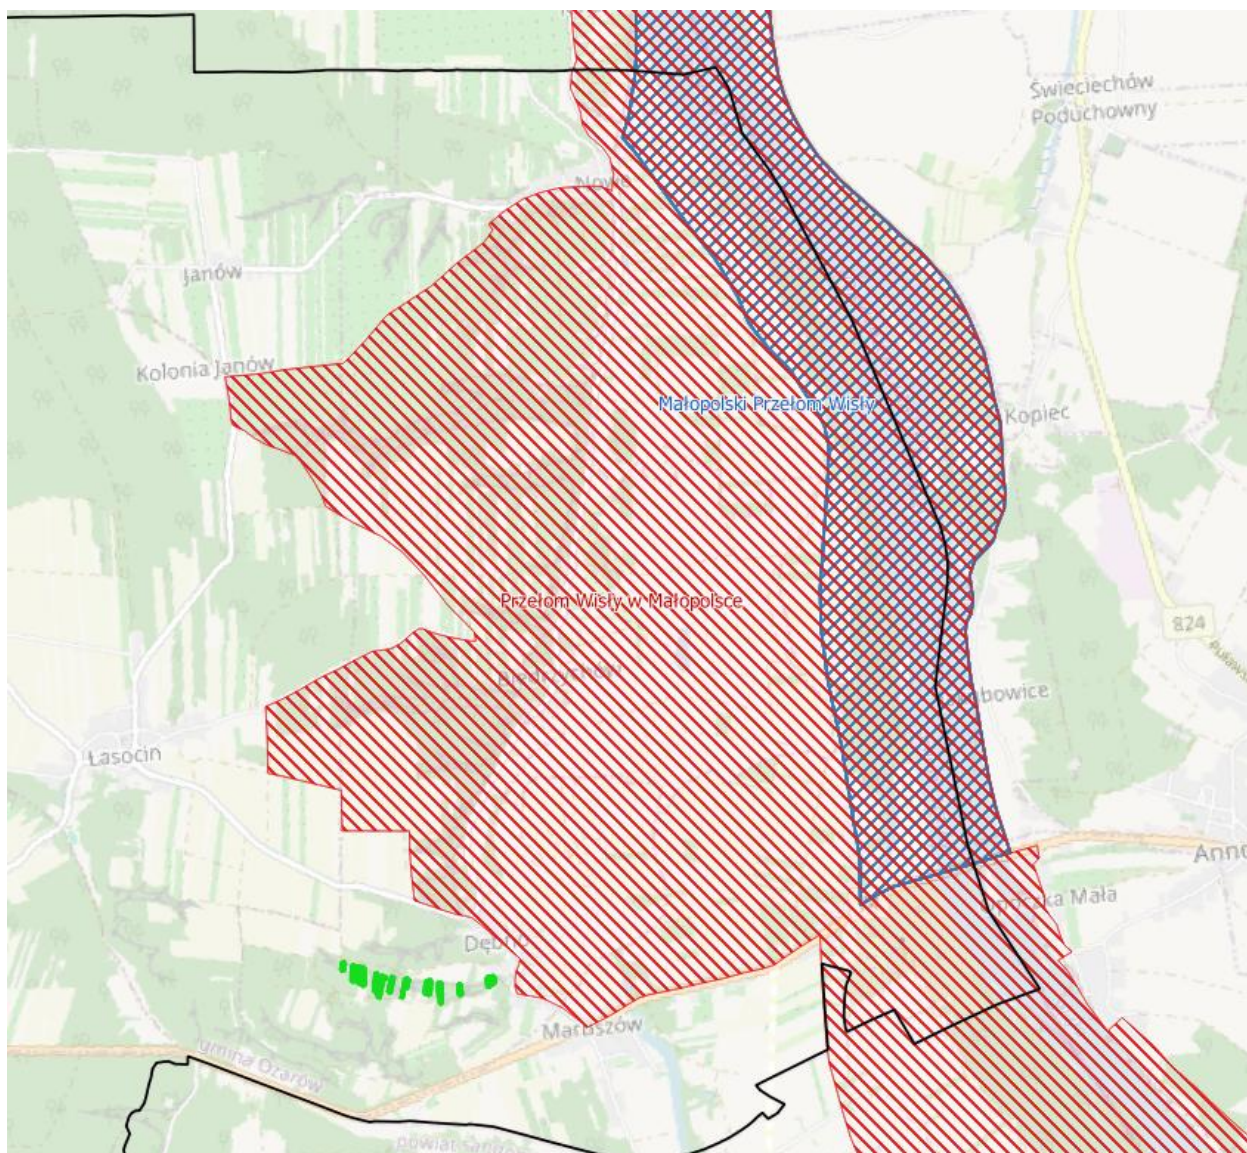 Świeciechów
Poduchowny
Nowe
Janów
Kolonia Janów
Małopolski Przełom Wisły
Kopiec
Przełom Wisły w Małopolsce
824
Biedrzychów
Łasocin
Dębno
Maruszów
gmina Ożarów